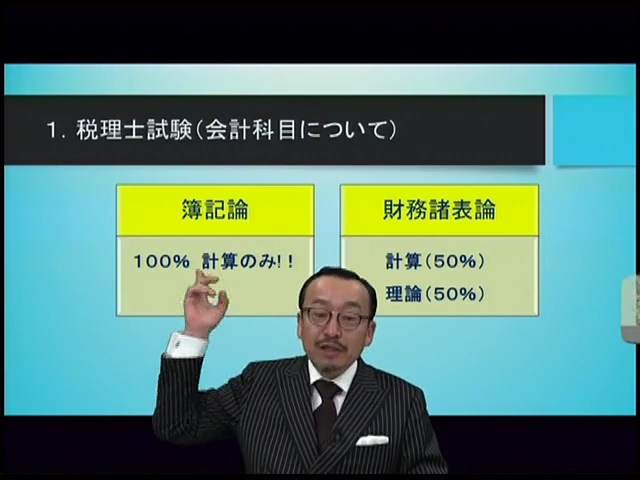 1．税理士試験（会計科目について）
簿記論
100％ 計算のみ！！
財務諸表論
計算（50％）
理論（50％）